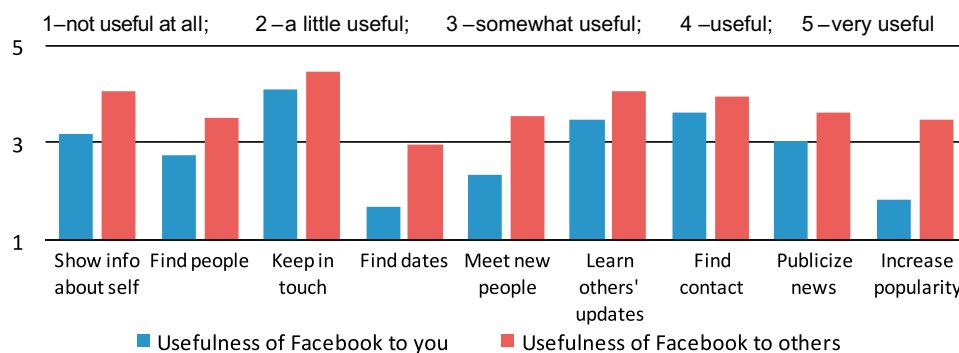 1–not useful at all; 2 –a little useful; 3 –somewhat useful; 4 –useful; 5 –very useful
5
3
1
Show info about self
Find people
Keep in touch
Find dates
Meet new people
Learn others' updates
Find contact
Publicize news
Increase popularity
Usefulness of Facebook to you
Usefulness of Facebook to others